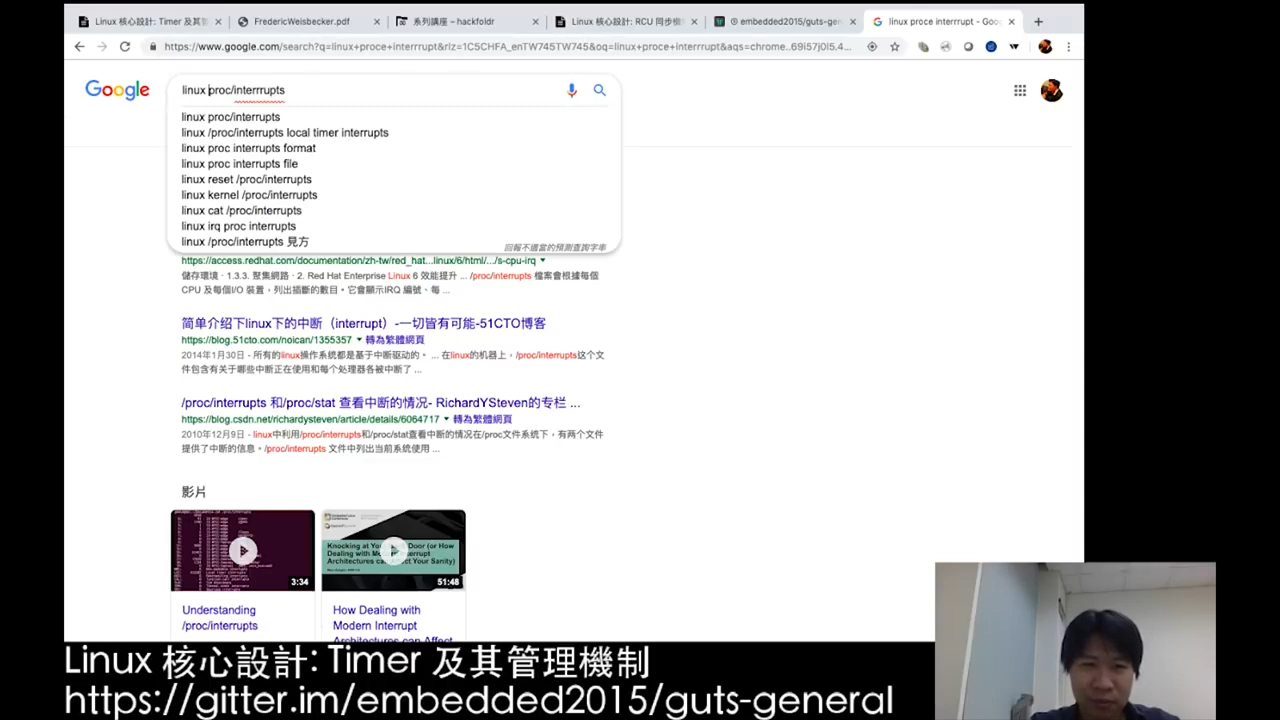 Linux 核心設計: Timer 及其管
FredericWeisbecker.pdf
系列講座 – hackfoldr
Linux 核心設計: RCU 同步機
embedded2015/guts-gen
linux proce interrrupt - Goo
https://www.google.com/search?q=linux+proce+interrrupt&rlz=1C5CHFA_enTW745TW745&oq=linux+proce+interrrupt&aqs=chrome..69i57j0l5.4...
Google
linux proc/interrrupts
linux proc/interrupts
linux /proc/interrupts local timer interrupts
linux proc interrupts format
linux proc interrupts file
linux reset /proc/interrupts
linux kernel /proc/interrupts
linux cat /proc/interrupts
linux irq proc interrupts
linux /proc/interrupts 見方
回報不適當的預測查詢字串
https://access.redhat.com/documentation/zh-tw/red_hat...linux/6/html/.../s-cpu-irq
儲存環境 · 1.3.3. 聚集網路 · 2. Red Hat Enterprise Linux 6 效能提升 ... /proc/interrupts 檔案會根據每個
CPU 及每個I/O 裝置，列出插斷的數目。它會顯示IRQ 編號、每 ...
简单介绍下linux下的中断（interrupt）-一切皆有可能-51CTO博客
https://blog.51cto.com/noican/1355357 轉為繁體網頁
2014年1月30日 - 所有的linux操作系统都是基于中断驱动的。 ... 在linux的机器上，/proc/interrupts这个文
件包含有关于哪些中断正在使用和每个处理器各被中断了 ...
/proc/interrupts 和/proc/stat 查看中断的情况- RichardYSteven的专栏 ...
https://blog.csdn.net/richardysteven/article/details/6064717 轉為繁體網頁
2010年12月9日 - linux中利用/proc/interrupts和/proc/stat查看中断的情况在/proc文件系统下，有两个文件
提供了中断的信息。/proc/interrupts 文件中列出当前系统使用 ...
影片
Knocking at Your Door (or How
Dealing with Modern Interrupt
Architectures can Affect Your Sanity)
3:34
51:48
Understanding
/proc/interrupts
How Dealing with
Modern Interrupt
Architectures can Affect
Linux 核心設計: Timer 及其管理機制
https://gitter.im/embedded2015/guts-general